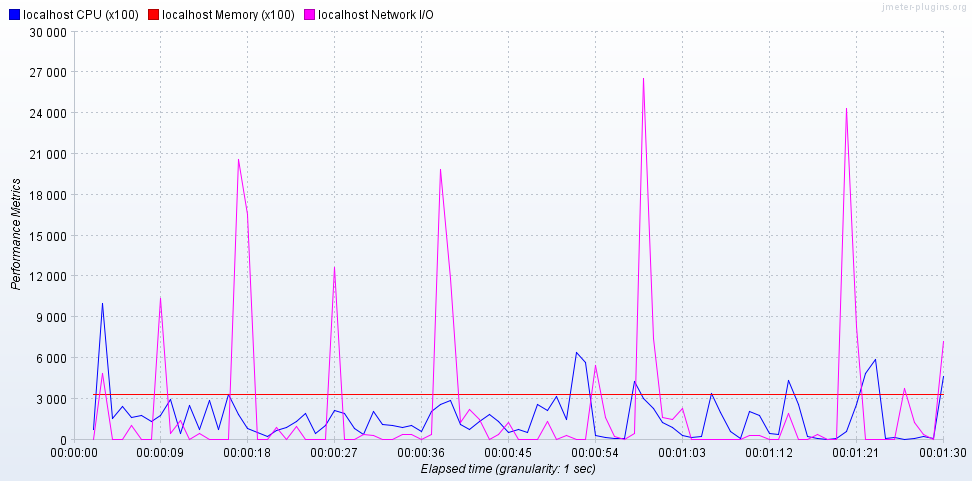 jmeter-plugins.org
localhost CPU (x100) localhost Memory (x100) localhost Network I/O
30 000
27 000
24 000
21 000
18 000
15 000
12 000
9 000
6 000
3 000
0
Performance Metrics
00:00:00 00:00:09 00:00:18 00:00:27 00:00:36 00:00:45 00:00:54 00:01:03 00:01:12 00:01:21 00:01:30
Elapsed time (granularity: 1 sec)